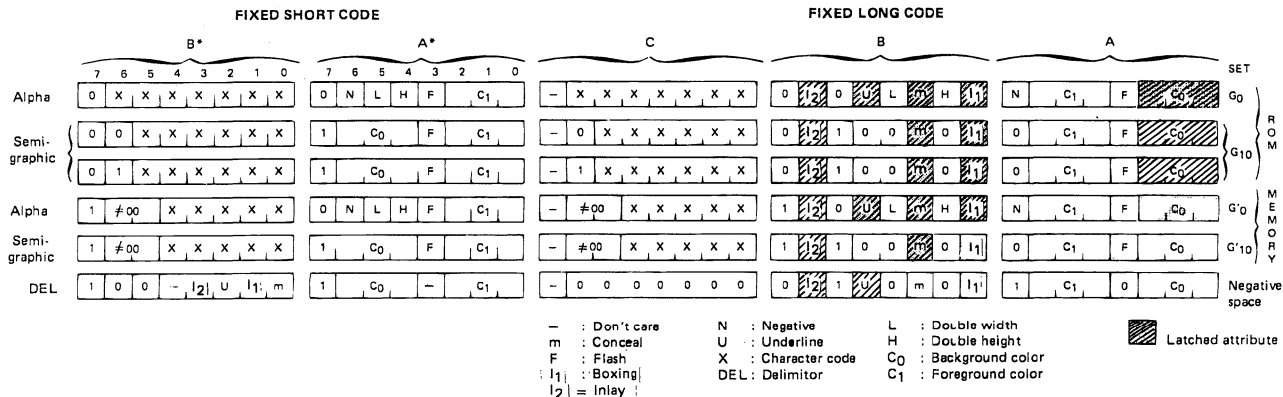 FIXED SHORT CODE FIXED LONG CODE
B* A* C B A
7 6 5 4 3 2 1 0 7 6 5 4 3 2 1 0 SET
Alpha 0 X X X X X X X 0 N L H F C1 – X X X X X X X 0 I2 0 U L m H I1 N C1 F C0 G0
Semi-graphic 0 0 X X X X X X 1 C0 F C1 – 0 X X X X X X 0 I2 1 0 0 m 0 I1 0 C1 F C0 G10 ROM
0 1 X X X X X X 1 C0 F C1 – 1 X X X X X X 0 I2 1 0 0 m 0 I1 0 C1 F C0
Alpha 1 ≠00 X X X X X 0 N L H F C1 – ≠00 X X X X X 1 I2 0 U L m H I1 N C1 F C0 G'0 MEMORY
Semi-graphic 1 ≠00 X X X X X 1 C0 F C1 – ≠00 X X X X X 1 I2 1 0 0 m 0 I1 0 C1 F C0 G'10
DEL 1 0 0 – I2 U I1 m 1 C0 – C1 – 0 0 0 0 0 0 0 0 I2 1 U 0 m 0 I1 1 C1 0 C0 Negative space
– : Don't care N : Negative L : Double width
m : Conceal U : Underline H : Double height Latched attribute
F : Flash X : Character code C0 : Background color
I1 : Boxing DEL : Delimitor C1 : Foreground color
I2 = Inlay